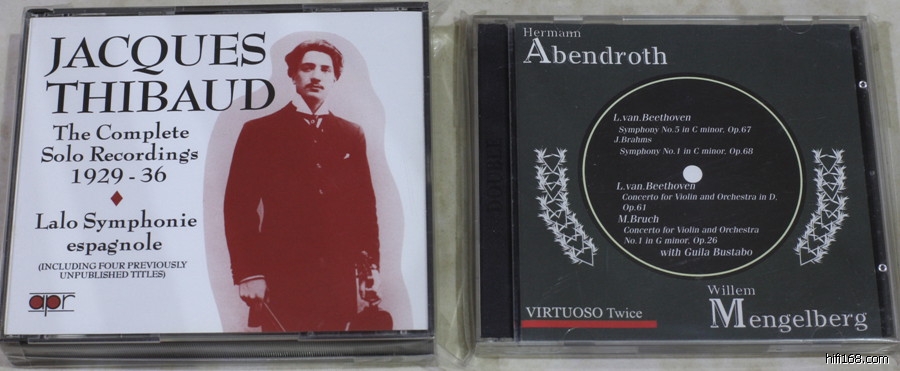 JACQUES
THIBAUD
The Complete
Solo Recordings
1929 - 36
Lalo Symphonie
espagnole
(INCLUDING FOUR PREVIOUSLY
UNPUBLISHED TITLES)
apr
Hermann
Abendroth
L.van.Beethoven
Symphony No.5 in C minor, Op.67
J.Brahms
Symphony No.1 in C minor, Op.68
L.van.Beethoven
Concerto for Violin and Orchestra in D.
Op.61
M.Bruch
Concerto for Violin and Orchestra
No.1 in G minor, Op.26
with Guila Bustabo
DOUBLE
Willem
Mengelberg
VIRTUOSO Twice
hifi168.com